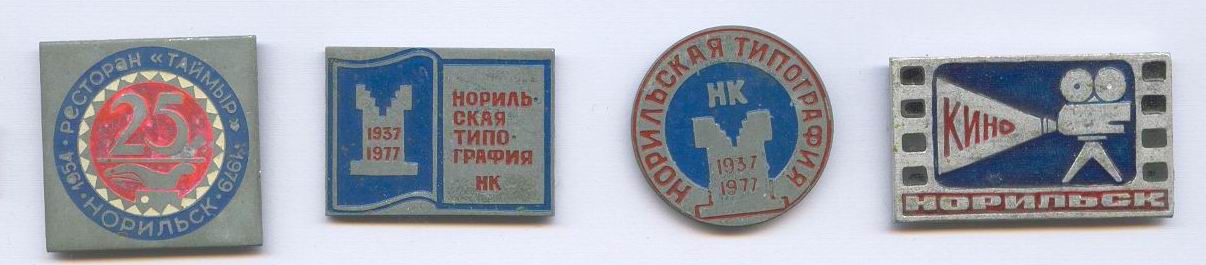 РЕСТОРАН «ТАЙМЫР»
25
1954 · НОРИЛЬСК · 1979
1937
1977
НОРИЛЬ-
СКАЯ
ТИПО-
ГРАФИЯ
НК
НОРИЛЬСКАЯ ТИПОГРАФИЯ
НК
1937
1977
КИНО
НОРИЛЬСК